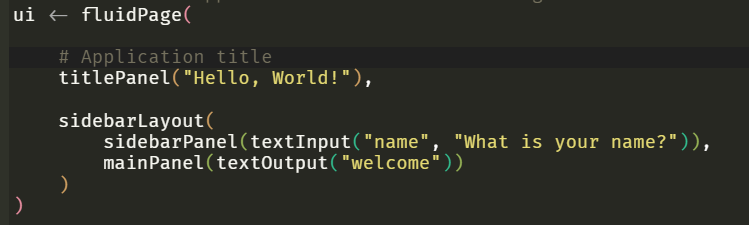 ui <- fluidPage(
# Application title
titlePanel("Hello, World!"),
sidebarLayout(
sidebarPanel(textInput("name", "What is your name?")),
mainPanel(textOutput("welcome"))
)
)